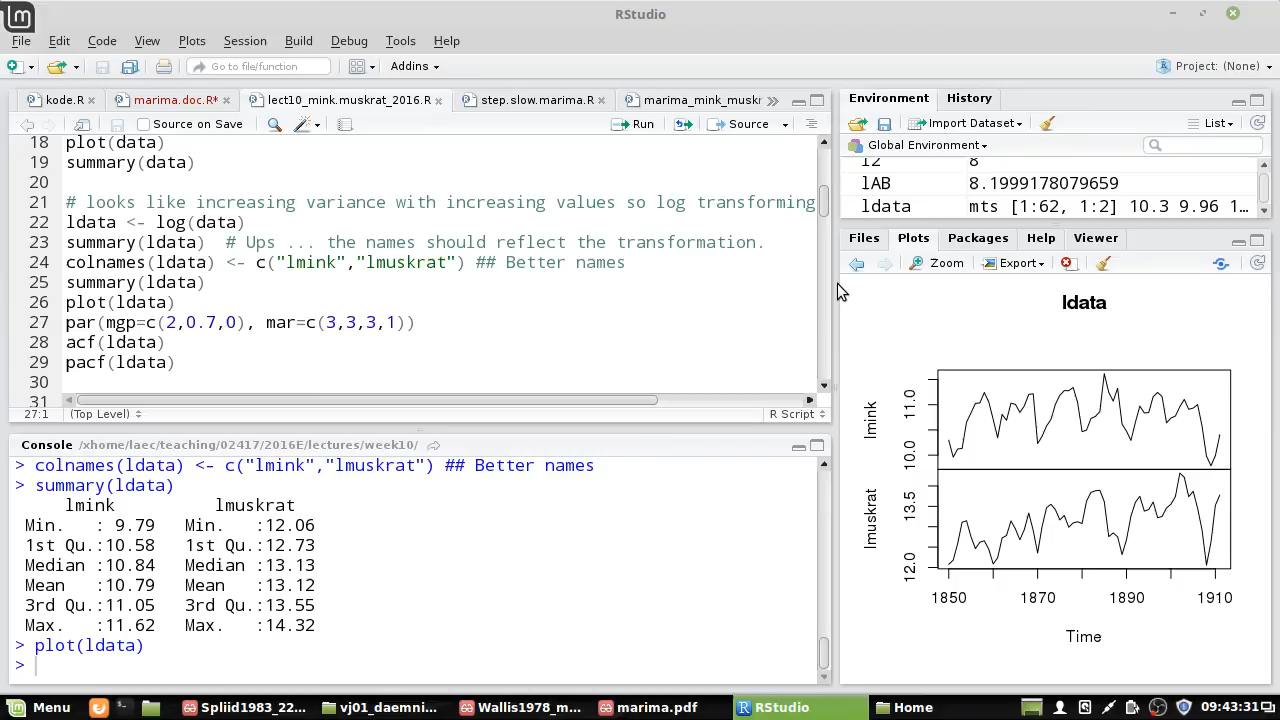 RStudio
File Edit Code View Plots Session Build Debug Tools Help
Go to file/function Addins Project: (None)
kode.R marima.doc.R* lect10_mink.muskrat_2016.R step.slow.marima.R marima_mink_muskr
Source on Save Run Source
18 plot(data)
19 summary(data)
20
21 # looks like increasing variance with increasing values so log transforming
22 ldata <- log(data)
23 summary(ldata)  # Ups ... the names should reflect the transformation.
24 colnames(ldata) <- c("lmink","lmuskrat") ## Better names
25 summary(ldata)
26 plot(ldata)
27 par(mgp=c(2,0.7,0), mar=c(3,3,3,1))
28 acf(ldata)
29 pacf(ldata)
30
31
27:1 (Top Level) R Script
Console /xhome/laec/teaching/02417/2016E/lectures/week10/
> colnames(ldata) <- c("lmink","lmuskrat") ## Better names
> summary(ldata)
lmink lmuskrat
Min. : 9.79 Min. :12.06
1st Qu.:10.58 1st Qu.:12.73
Median :10.84 Median :13.13
Mean :10.79 Mean :13.12
3rd Qu.:11.05 3rd Qu.:13.55
Max. :11.62 Max. :14.32
> plot(ldata)
>
Environment History
Import Dataset List
Global Environment
8
lAB 8.1999178079659
ldata mts [1:62, 1:2] 10.3 9.96 1…
Files Plots Packages Help Viewer
Zoom Export
ldata
lmink
11.0
10.0
lmuskrat
13.5
12.0
1850 1870 1890 1910
Time
Menu Spliid1983_22... vj01_daemni... Wallis1978_m... marima.pdf RStudio Home 09:43:31